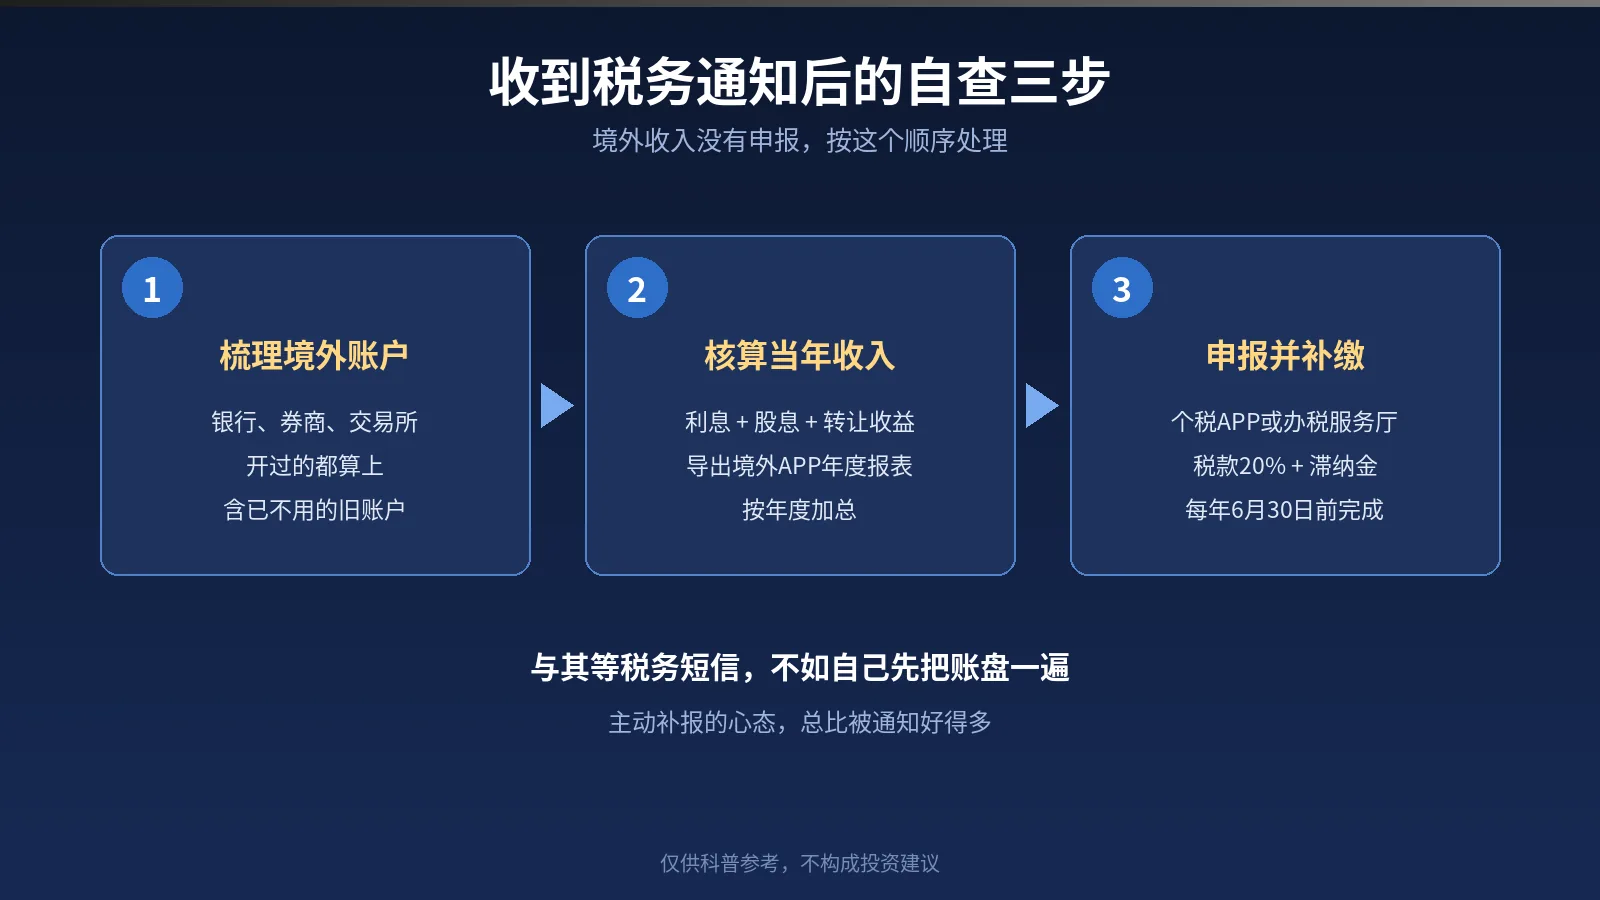 收到税务通知后的自查三步
境外收入没有申报，按这个顺序处理
1
梳理境外账户
银行、券商、交易所
开过的都算上
含已不用的旧账户
2
核算当年收入
利息 + 股息 + 转让收益
导出境外APP年度报表
按年度加总
3
申报并补缴
个税APP或办税服务厅
税款20% + 滞纳金
每年6月30日前完成
与其等税务短信，不如自己先把账盘一遍
主动补报的心态，总比被通知好得多
仅供科普参考，不构成投资建议